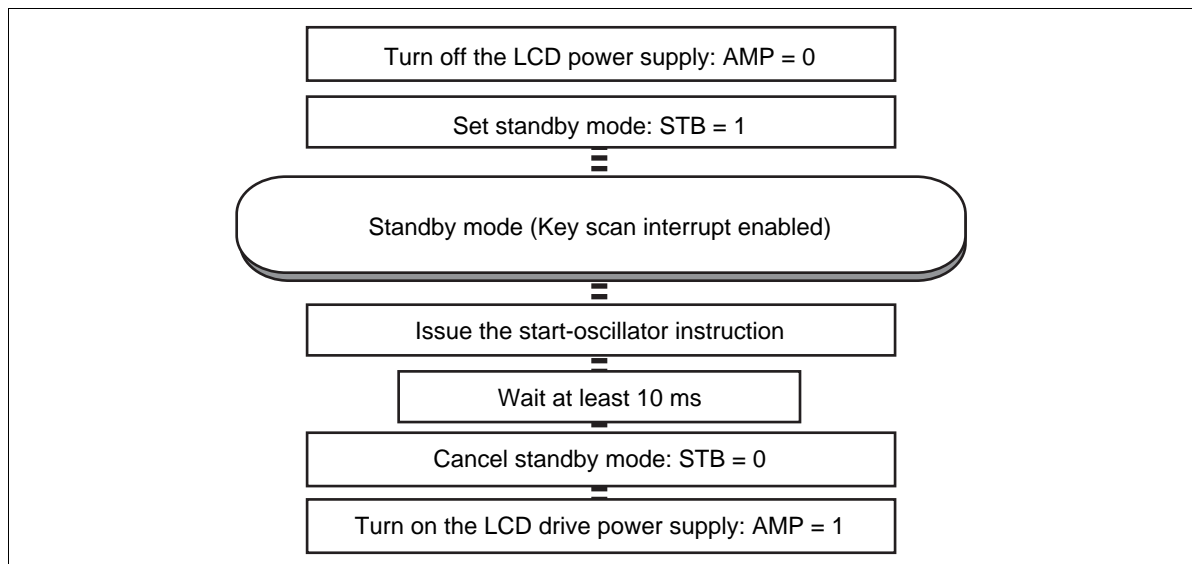 Turn off the LCD power supply: AMP = 0
Set standby mode: STB = 1
Standby mode (Key scan interrupt enabled)
Issue the start-oscillator instruction
Wait at least 10 ms
Cancel standby mode: STB = 0
Turn on the LCD drive power supply: AMP = 1